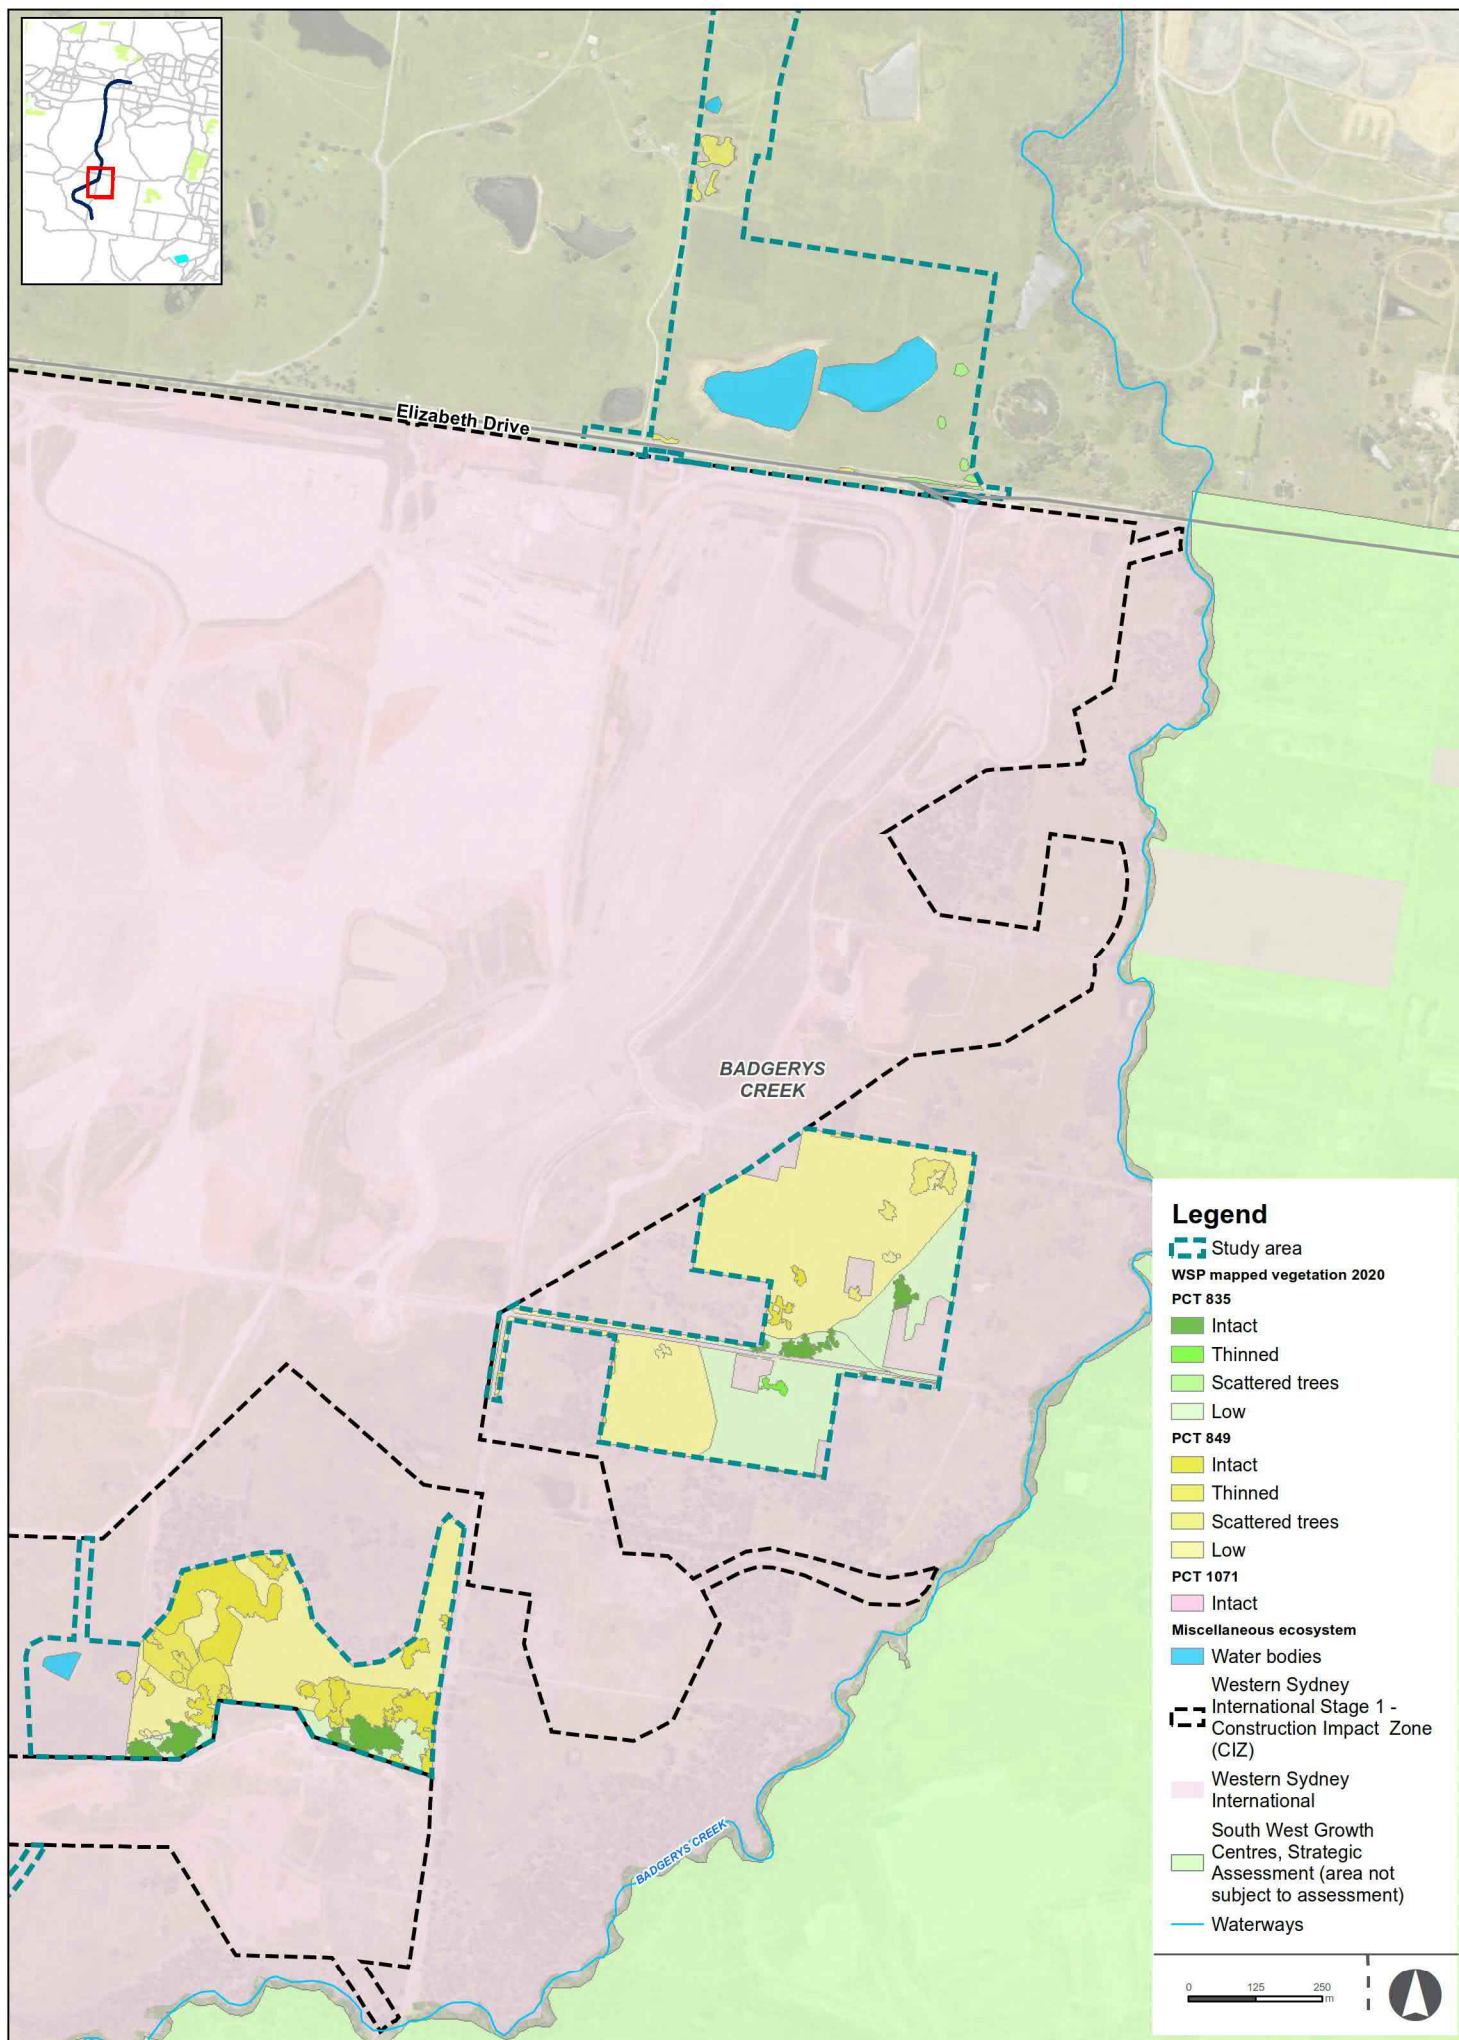 Elizabeth Drive
BADGERYS
CREEK
BADGERYS CREEK
Legend
Study area
WSP mapped vegetation 2020
PCT 835
Intact
Thinned
Scattered trees
Low
PCT 849
Intact
Thinned
Scattered trees
Low
PCT 1071
Intact
Miscellaneous ecosystem
Water bodies
Western Sydney
International Stage 1 -
Construction Impact Zone
(CIZ)
Western Sydney
International
South West Growth
Centres, Strategic
Assessment (area not
subject to assessment)
Waterways
0 125 250
m